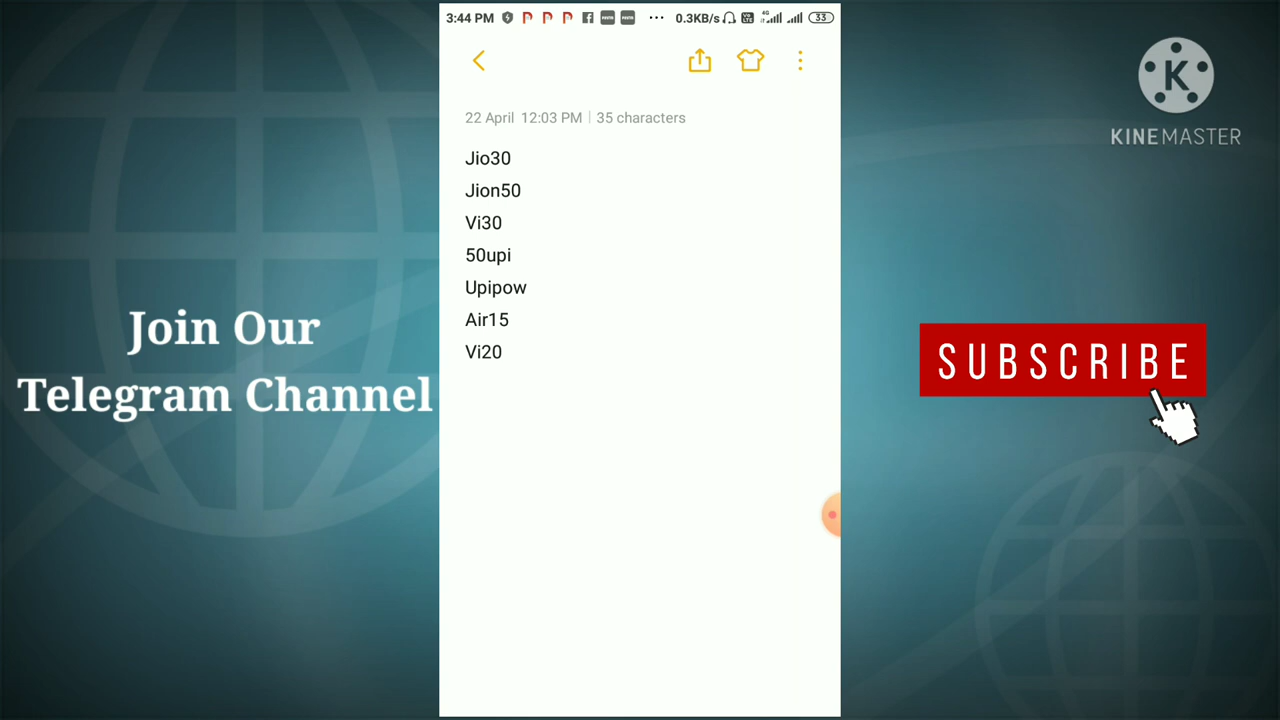 3:44 PM 0.3KB/s 4G 33
KINEMASTER
22 April 12:03 PM | 35 characters
Jio30
Jion50
Vi30
50upi
Upipow
Air15
Vi20
Join Our
Telegram Channel
SUBSCRIBE